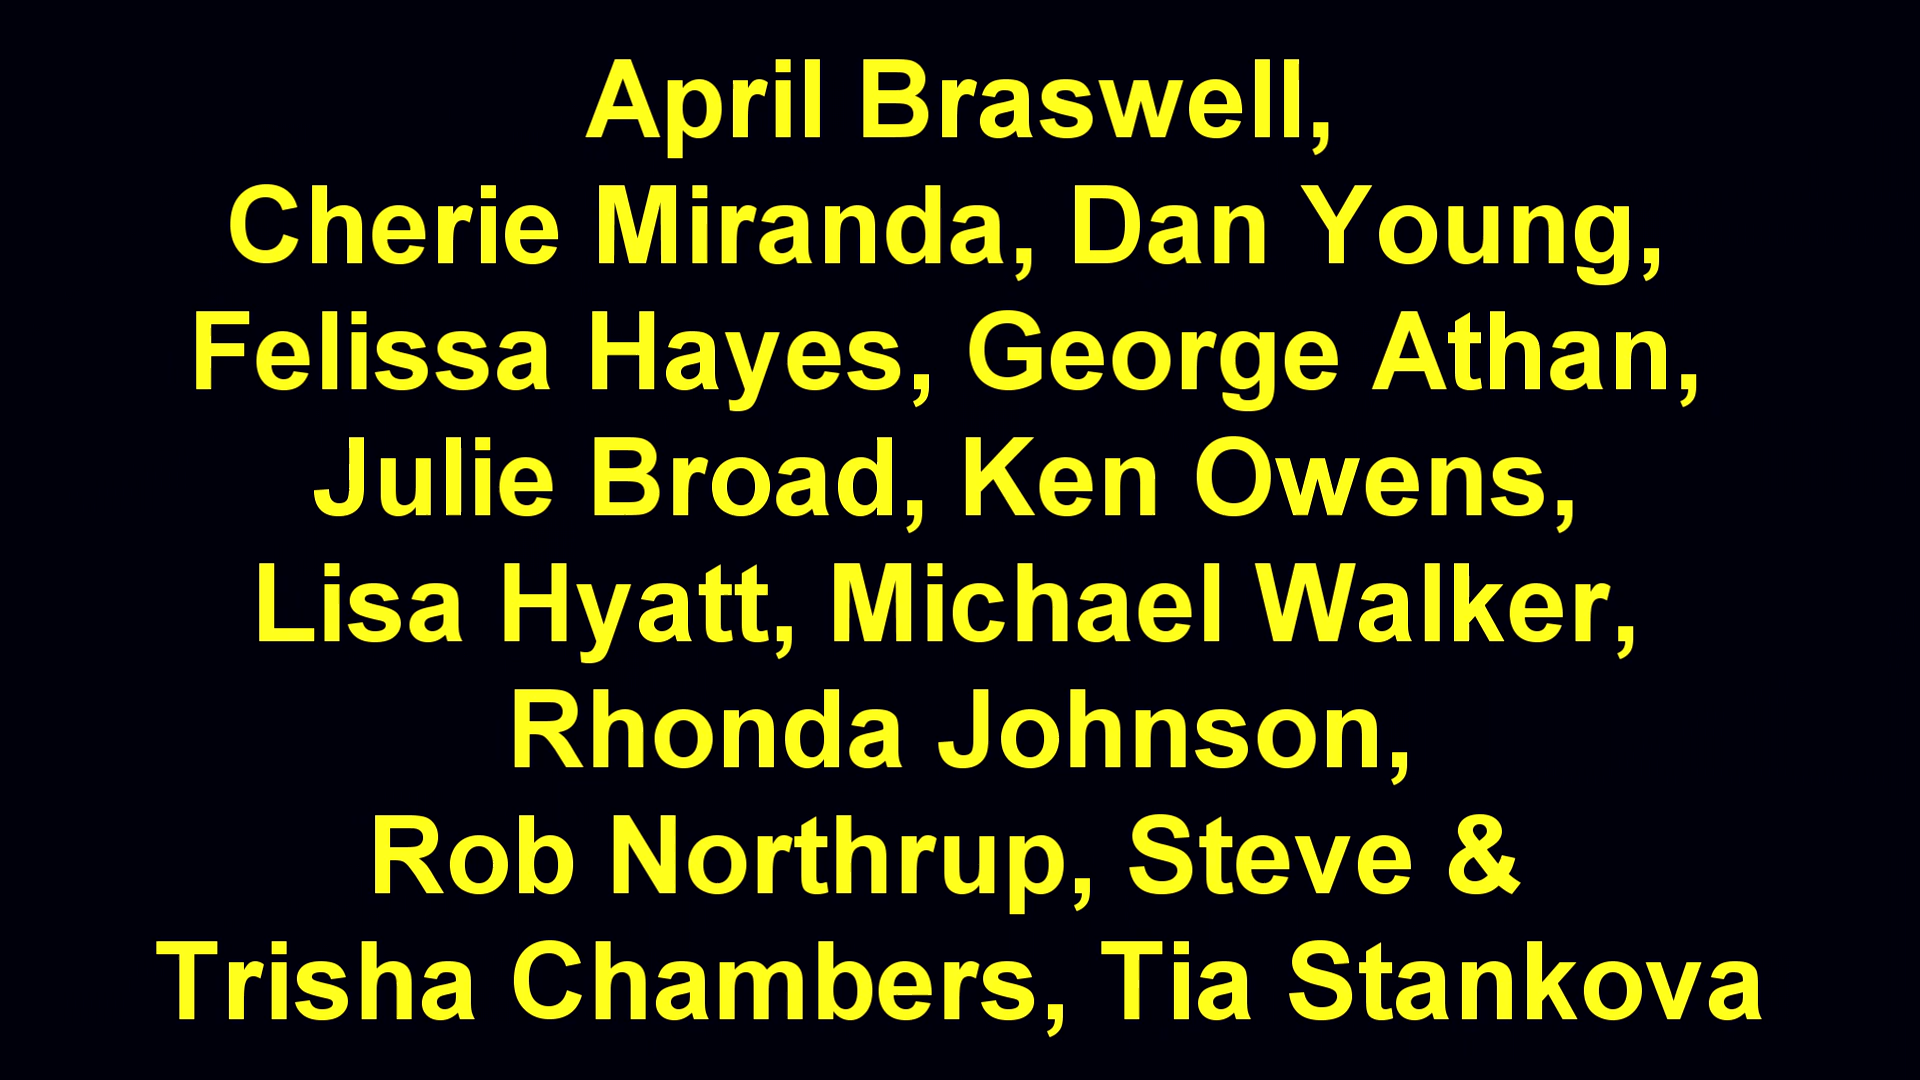 April Braswell,
Cherie Miranda, Dan Young,
Felissa Hayes, George Athan,
Julie Broad, Ken Owens,
Lisa Hyatt, Michael Walker,
Rhonda Johnson,
Rob Northrup, Steve &
Trisha Chambers, Tia Stankova